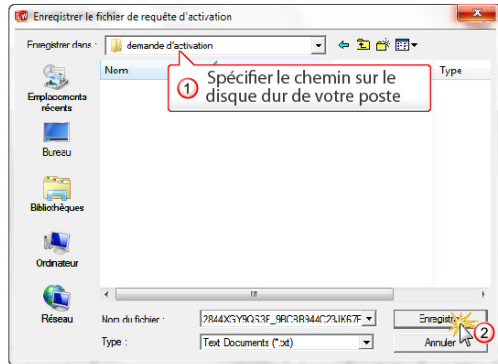 Enregistrer le fichier de requête d'activation
Enregistrer dans :
demande d'activation
Nom
Type
1 Spécifier le chemin sur le
disque dur de votre poste
Emplacements
récents
Bureau
Bibliothèques
Ordinateur
Réseau
Nom du fichier :
Enregistr
2
Type :
Text Documents (*.txt)
Annuler